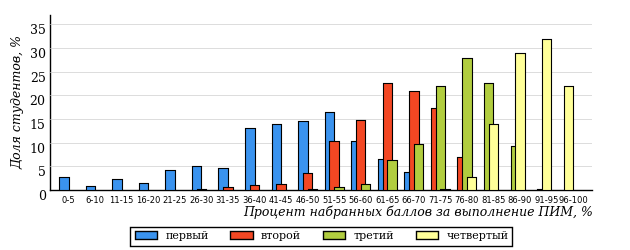 Доля студентов, %
35
30
25
20
15
10
5
0
0-5 6-10 11-15 16-20 21-25 26-30 31-35 36-40 41-45 46-50 51-55 56-60 61-65 66-70 71-75 76-80 81-85 86-90 91-95 96-100
Процент набранных баллов за выполнение ПИМ, %
первый второй третий четвертый